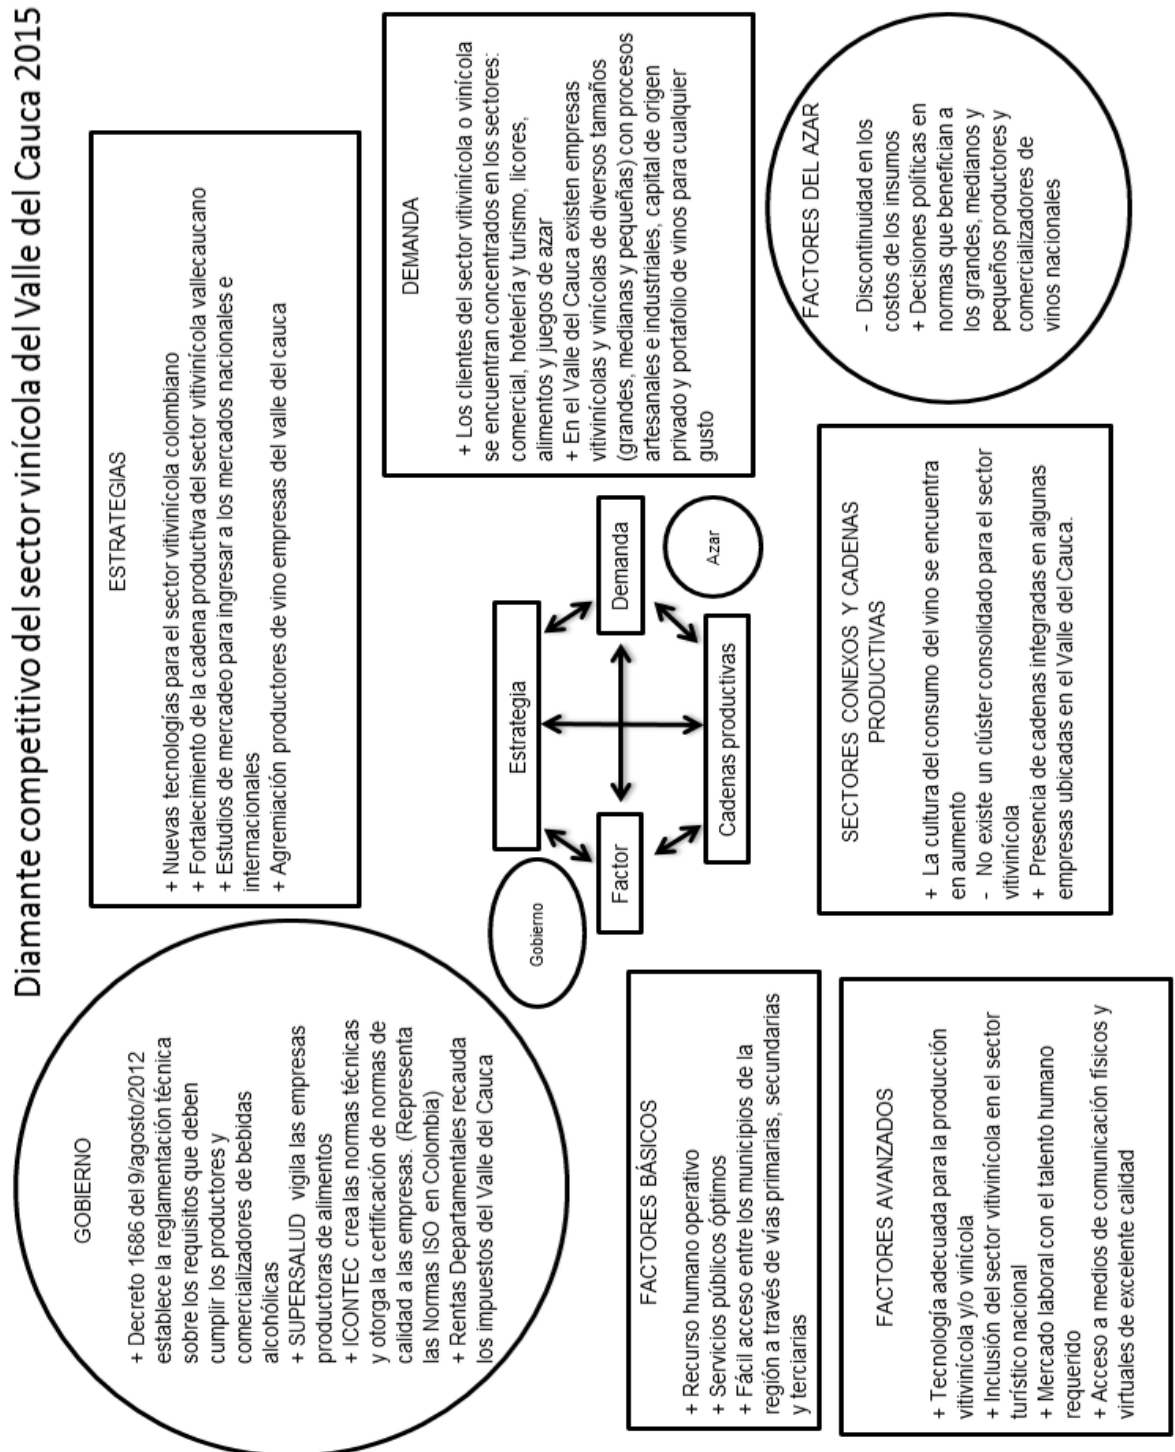 Diamante competitivo del sector vinícola del Valle del Cauca 2015
GOBIERNO
+ Decreto 1686 del 9/agosto/2012
establece la reglamentación técnica
sobre los requisitos que deben
cumplir los productores y
comercializadores de bebidas
alcohólicas
+ SUPERSALUD vigila las empresas
productoras de alimentos
+ ICONTEC crea las normas técnicas
y otorga la certificación de normas de
calidad a las empresas. (Representa
las Normas ISO en Colombia)
+ Rentas Departamentales recauda
los impuestos del Valle del Cauca
ESTRATEGIAS
+ Nuevas tecnologías para el sector vitivinícola colombiano
+ Fortalecimiento de la cadena productiva del sector vitivinícola vallecaucano
+ Estudios de mercadeo para ingresar a los mercados nacionales e
internacionales
+ Agremiación productores de vino empresas del valle del cauca
DEMANDA
+ Los clientes del sector vitivinícola o vinícola
se encuentran concentrados en los sectores:
comercial, hotelería y turismo, licores,
alimentos y juegos de azar
+ En el Valle del Cauca existen empresas
vitivinícolas y vinícolas de diversos tamaños
(grandes, medianas y pequeñas) con procesos
artesanales e industriales, capital de origen
privado y portafolio de vinos para cualquier
gusto
Gobierno
Estrategia
Factor
Demanda
Cadenas productivas
Azar
FACTORES BÁSICOS
+ Recurso humano operativo
+ Servicios públicos óptimos
+ Fácil acceso entre los municipios de la
región a través de vías primarias, secundarias
y terciarias
FACTORES AVANZADOS
+ Tecnología adecuada para la producción
vitivinícola y/o vinícola
+ Inclusión del sector vitivinícola en el sector
turístico nacional
+ Mercado laboral con el talento humano
requerido
+ Acceso a medios de comunicación físicos y
virtuales de excelente calidad
SECTORES CONEXOS Y CADENAS
PRODUCTIVAS
+ La cultura del consumo del vino se encuentra
en aumento
- No existe un clúster consolidado para el sector
vitivinícola
+ Presencia de cadenas integradas en algunas
empresas ubicadas en el Valle del Cauca.
FACTORES DEL AZAR
- Discontinuidad en los
costos de los insumos
+ Decisiones políticas en
normas que benefician a
los grandes, medianos y
pequeños productores y
comercializadores de
vinos nacionales